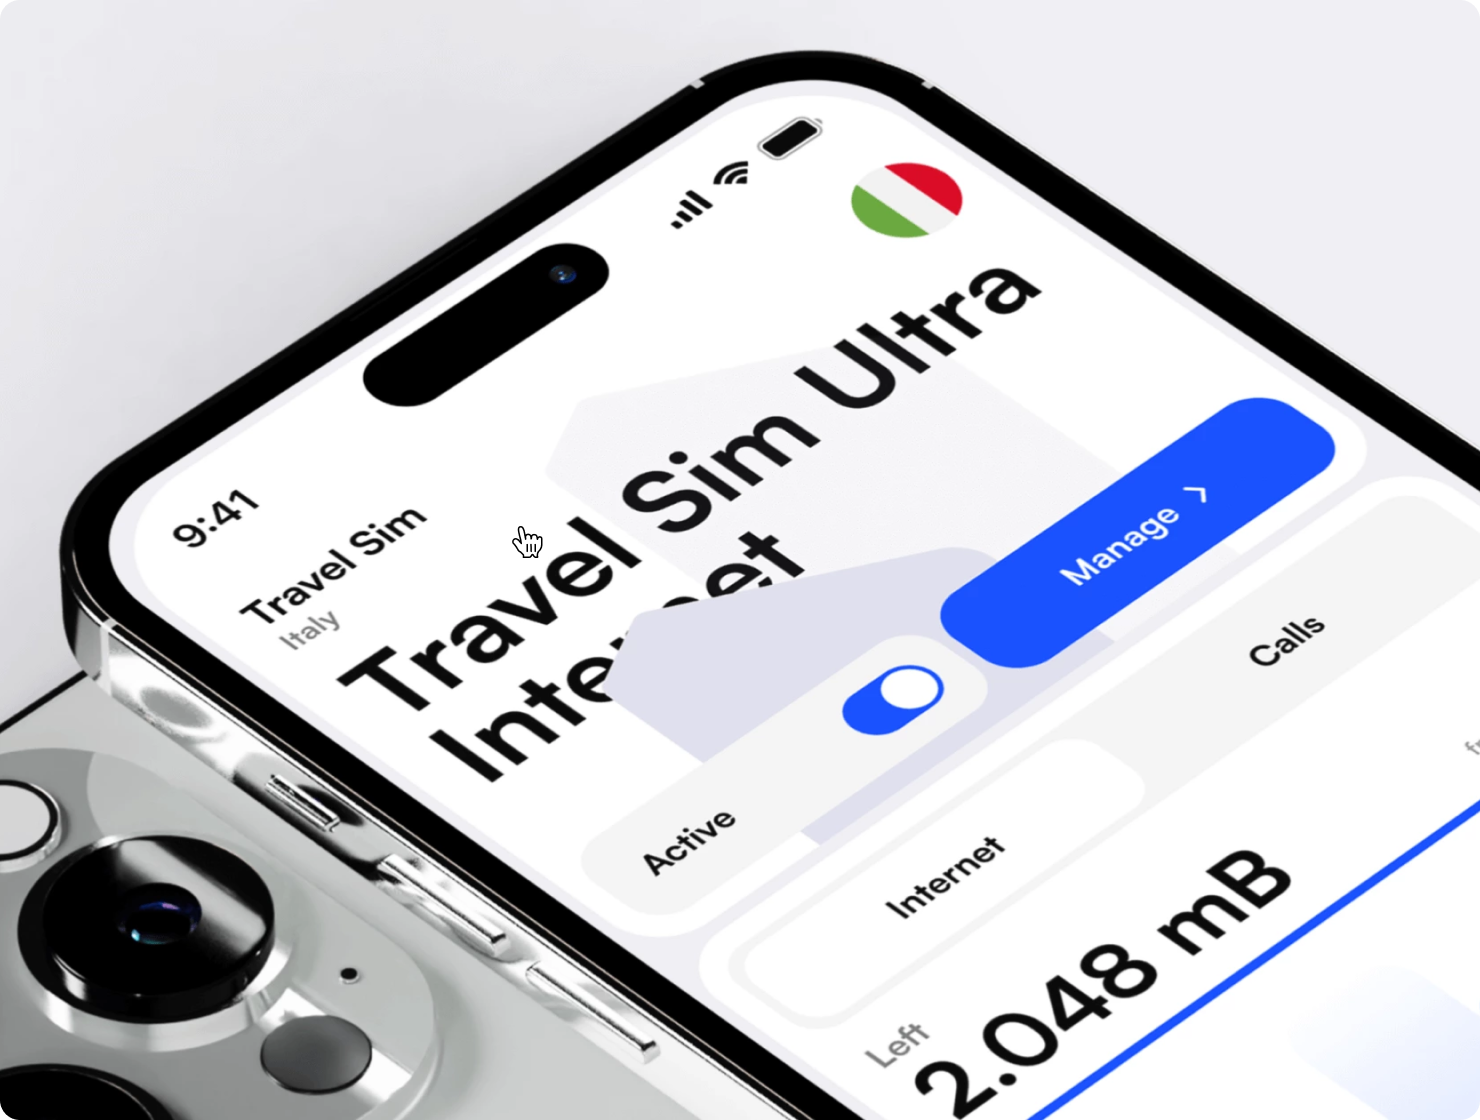 9:41
Travel Sim
Italy
Travel Sim Ultra
Active
Manage
Internet
Calls
Left
2.048 mB